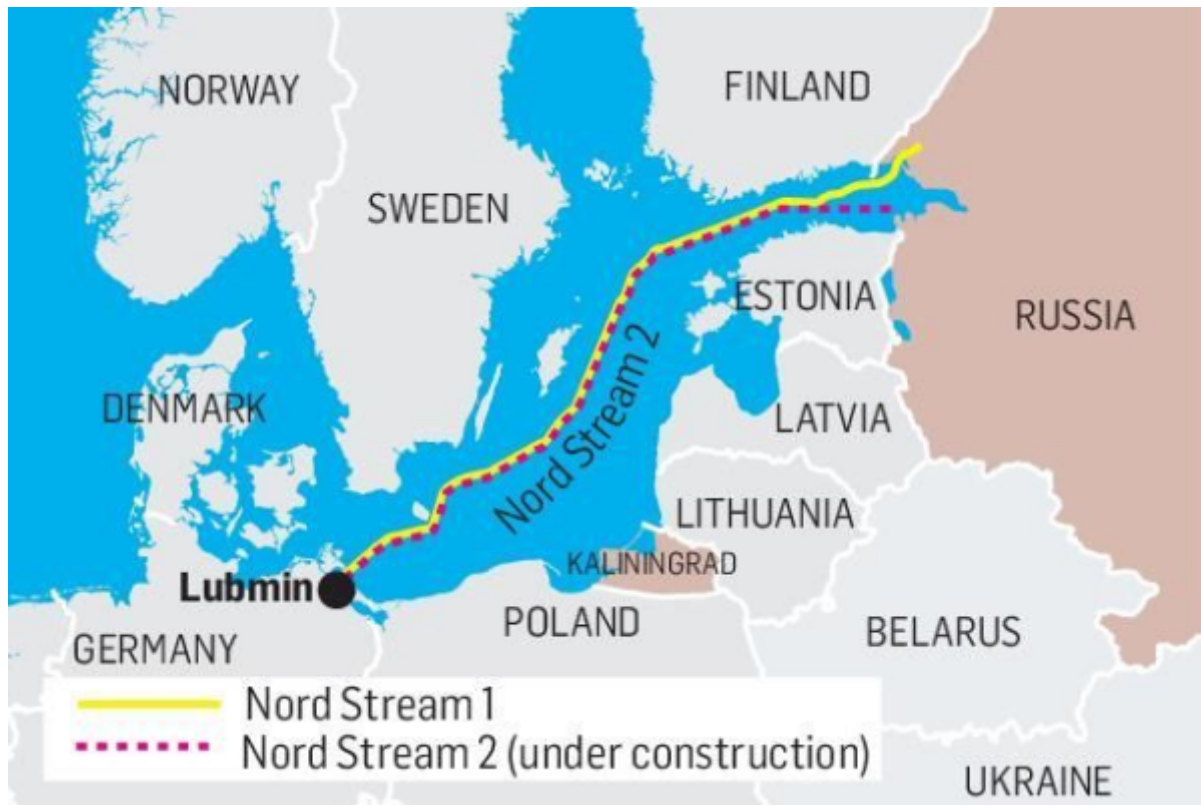 NORWAY
FINLAND
SWEDEN
ESTONIA
RUSSIA
Nord Stream 2
DENMARK
LATVIA
LITHUANIA
KALININGRAD
Lubmin
POLAND
BELARUS
GERMANY
Nord Stream 1
Nord Stream 2 (under construction)
UKRAINE